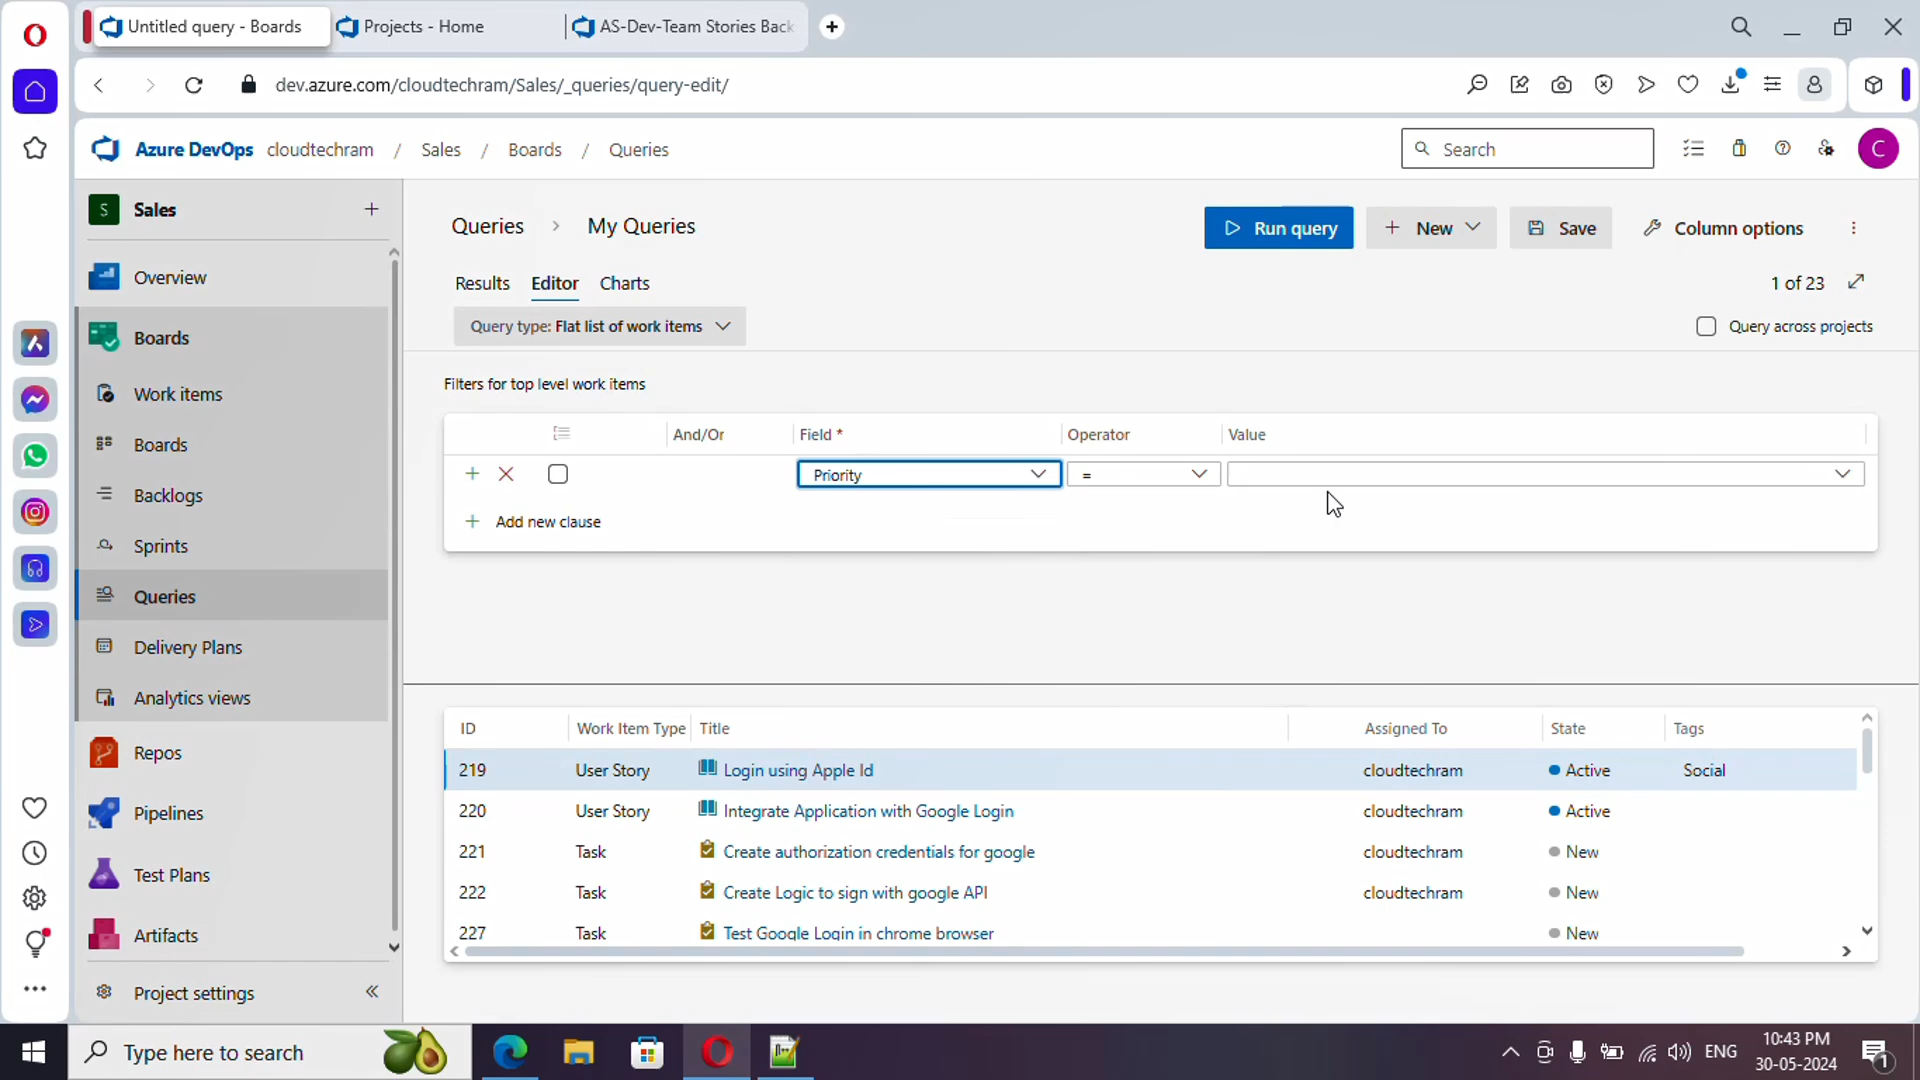 Untitled query - Boards
Projects - Home
AS-Dev-Team Stories Back
dev.azure.com/cloudtechram/Sales/_queries/query-edit/
Azure DevOps cloudtechram / Sales / Boards / Queries
Search
C
S Sales
Overview
Boards
Work items
Boards
Backlogs
Sprints
Queries
Delivery Plans
Analytics views
Repos
Pipelines
Test Plans
Artifacts
Project settings
Queries > My Queries
Run query
New
Save
Column options
Results Editor Charts
1 of 23
Query type: Flat list of work items
Query across projects
Filters for top level work items
And/Or Field * Operator Value
Priority =
+ Add new clause
ID Work Item Type Title Assigned To State Tags
219 User Story Login using Apple Id cloudtechram Active Social
220 User Story Integrate Application with Google Login cloudtechram Active
221 Task Create authorization credentials for google cloudtechram New
222 Task Create Logic to sign with google API cloudtechram New
227 Task Test Google Login in chrome browser New
Type here to search
ENG
10:43 PM
30-05-2024
1